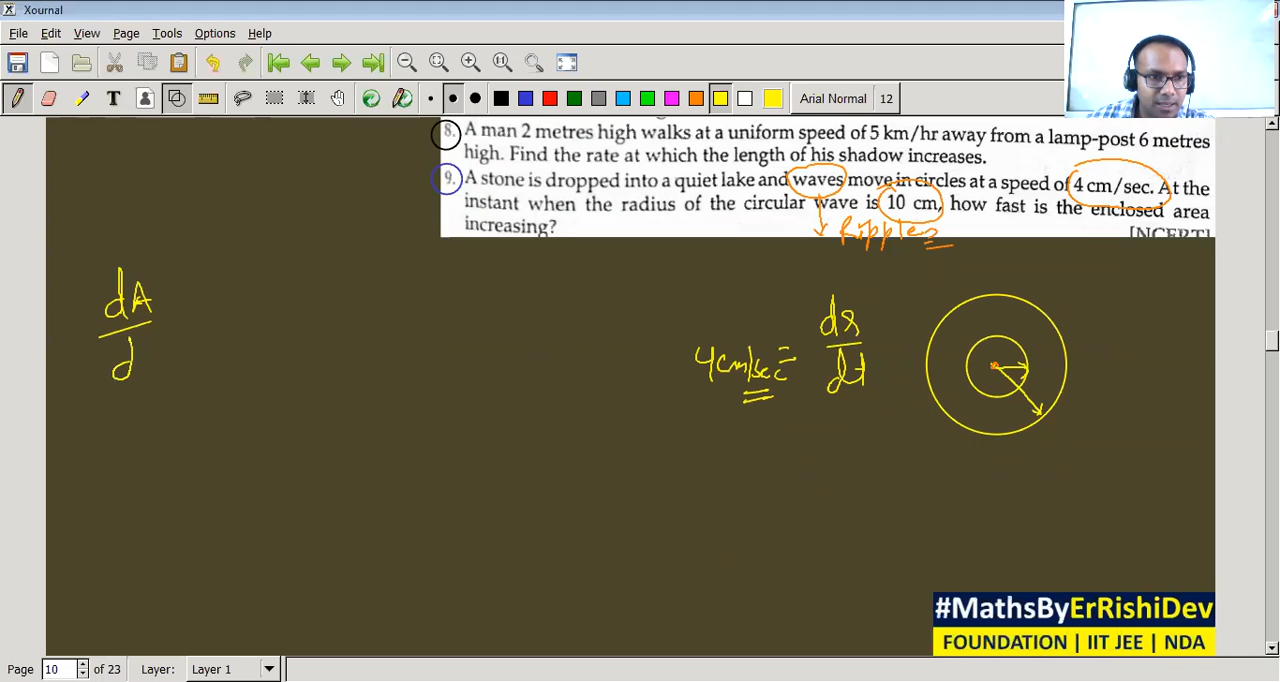 Xournal
File Edit View Page Tools Options Help
Arial Normal 12
8. A man 2 metres high walks at a uniform speed of 5 km/hr away from a lamp-post 6 metres
high. Find the rate at which the length of his shadow increases.
9. A stone is dropped into a quiet lake and waves move in circles at a speed of 4 cm/sec. At the
instant when the radius of the circular wave is 10 cm, how fast is the enclosed area
increasing? [NCERT]
Ripples
dA
d
4cm/sec = dr
dt
#MathsByErRishiDev
FOUNDATION | IIT JEE | NDA
Page 10 of 23 Layer: Layer 1